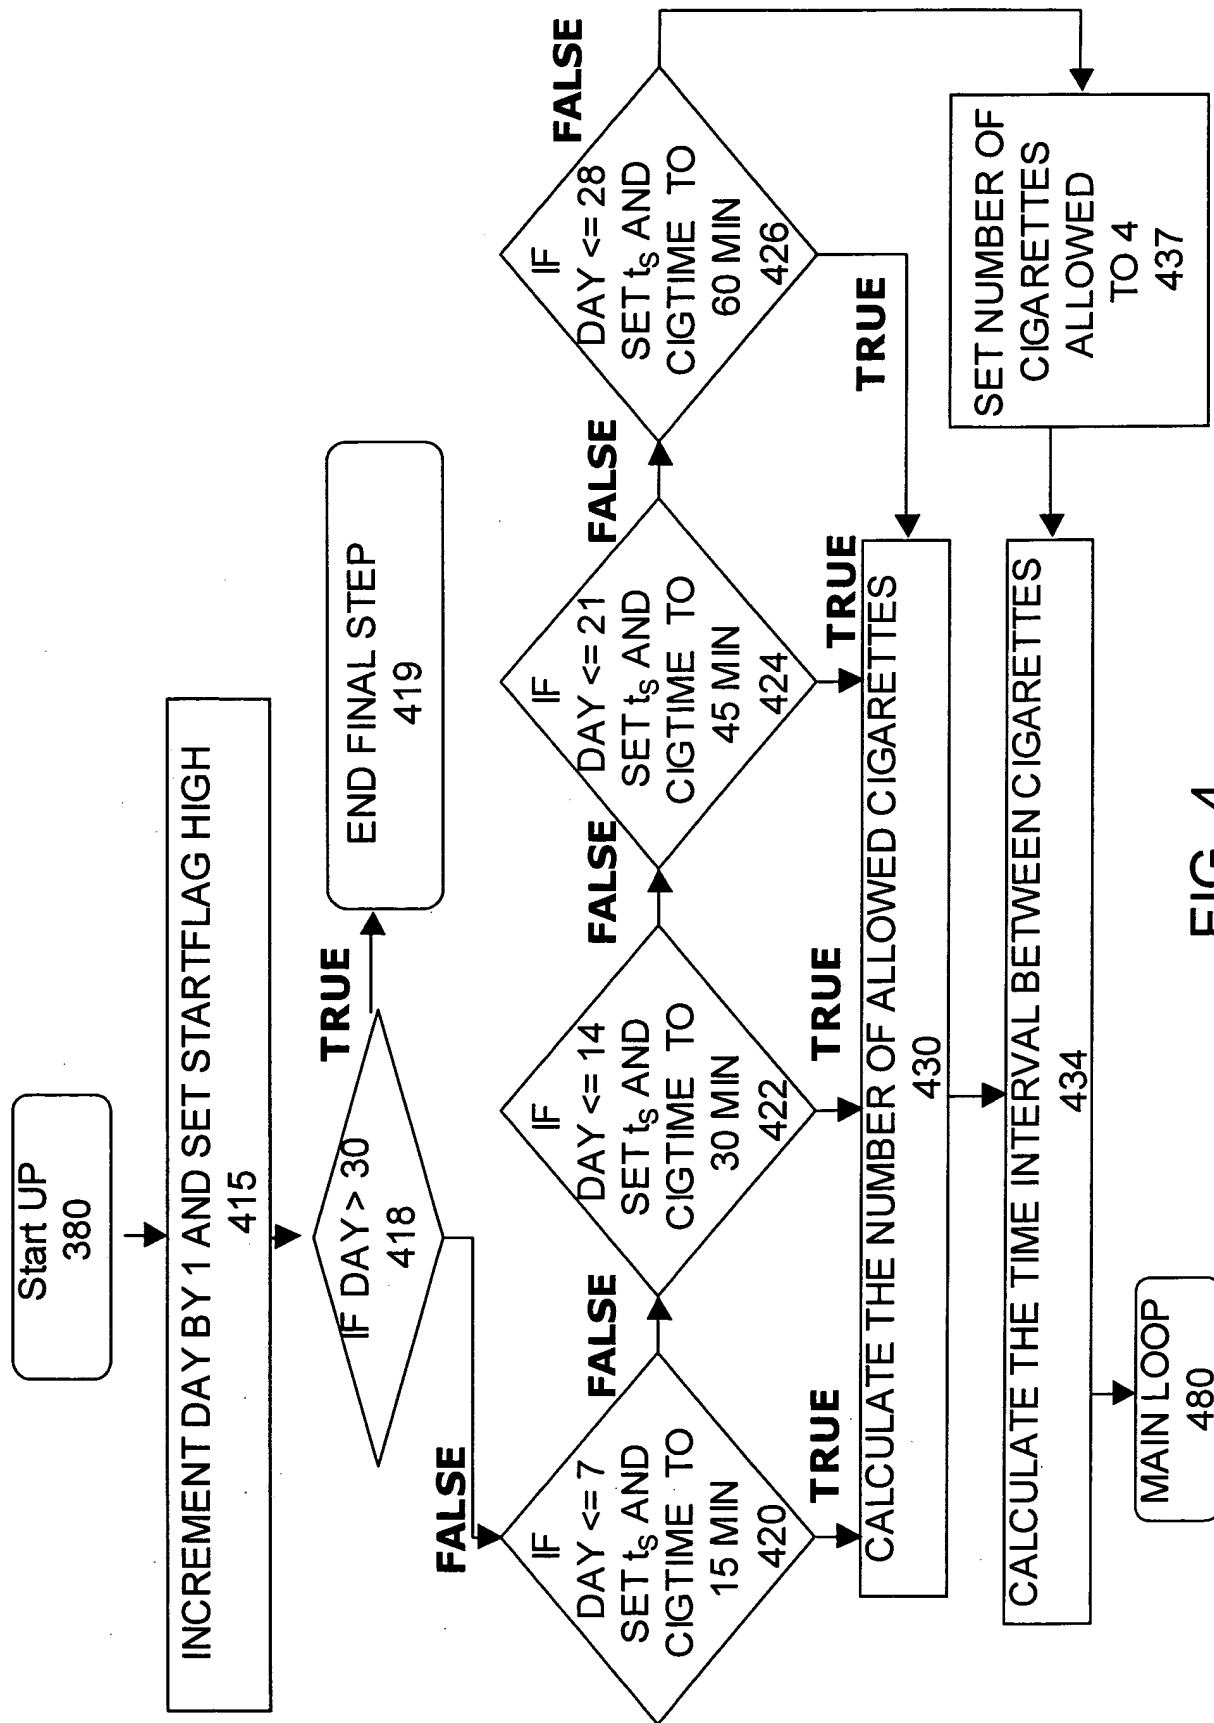 Start UP
380
INCREMENT DAY BY 1 AND SET STARTFLAG HIGH
415
IF DAY > 30
418
TRUE
END FINAL STEP
419
FALSE
IF
DAY <= 7
SET ts AND
CIGTIME TO
15 MIN
420
FALSE
IF
DAY <= 14
SET ts AND
CIGTIME TO
30 MIN
422
FALSE
IF
DAY <= 21
SET ts AND
CIGTIME TO
45 MIN
424
FALSE
IF
DAY <= 28
SET ts AND
CIGTIME TO
60 MIN
426
FALSE
TRUE
TRUE
TRUE
TRUE
CALCULATE THE NUMBER OF ALLOWED CIGARETTES
430
SET NUMBER OF
CIGARETTES
ALLOWED
TO 4
437
CALCULATE THE TIME INTERVAL BETWEEN CIGARETTES
434
MAIN LOOP
480
FIG. 4